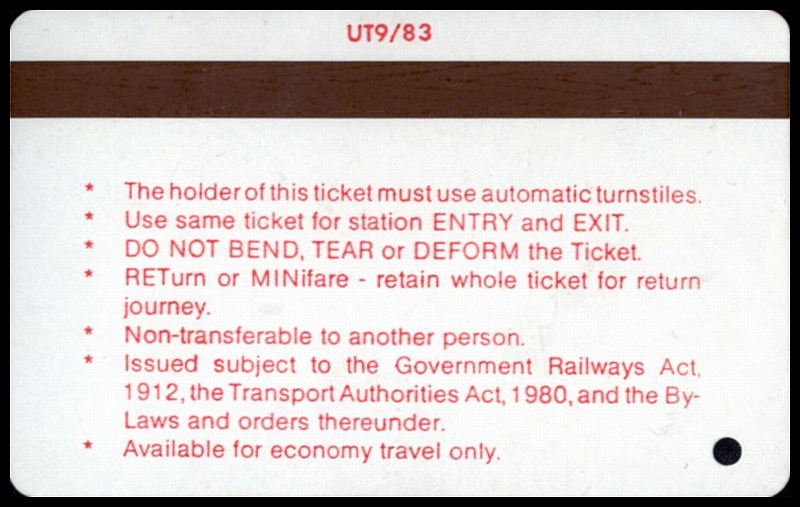 UT9/83
* The holder of this ticket must use automatic turnstiles.
* Use same ticket for station ENTRY and EXIT.
* DO NOT BEND, TEAR or DEFORM the Ticket.
* RETurn or MINifare - retain whole ticket for return
journey.
* Non-transferable to another person.
* Issued subject to the Government Railways Act,
1912, the Transport Authorities Act, 1980, and the By-
Laws and orders thereunder.
* Available for economy travel only.